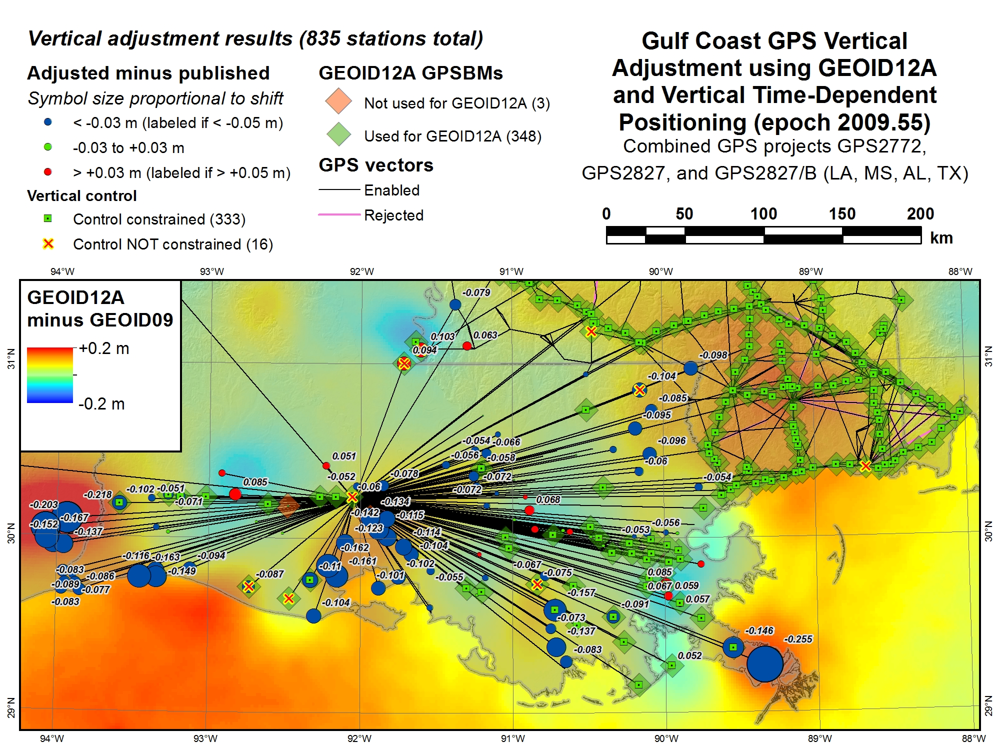 Vertical adjustment results (835 stations total)
Adjusted minus published
Symbol size proportional to shift
< -0.03 m (labeled if < -0.05 m)
-0.03 to +0.03 m
> +0.03 m (labeled if > +0.05 m)
Vertical control
Control constrained (333)
Control NOT constrained (16)
GEOID12A GPSBMs
Not used for GEOID12A (3)
Used for GEOID12A (348)
GPS vectors
Enabled
Rejected
Gulf Coast GPS Vertical
Adjustment using GEOID12A
and Vertical Time-Dependent
Positioning (epoch 2009.55)
Combined GPS projects GPS2772,
GPS2827, and GPS2827/B (LA, MS, AL, TX)
0 50 100 150 200
km
94°W 93°W 92°W 91°W 90°W 89°W 88°W
GEOID12A
minus GEOID09
+0.2 m
-0.2 m
31°N
31°N
30°N
30°N
29°N
29°N
-0.079
0.103
0.063
0.094
-0.098
-0.104
-0.085
-0.095
-0.096
-0.06
-0.054
-0.054
-0.066
-0.056
-0.058
-0.072
-0.072
0.051
-0.052
-0.078
-0.06
0.085
-0.102
-0.051
-0.071
-0.218
-0.203
-0.167
-0.152
-0.137
-0.134
-0.142
-0.115
-0.123
-0.114
-0.104
-0.102
0.068
-0.053
-0.056
-0.116
-0.163
-0.094
-0.149
-0.083
-0.086
-0.089
-0.077
-0.083
-0.087
-0.162
-0.161
-0.11
-0.101
-0.104
-0.055
-0.067
-0.075
-0.157
-0.073
-0.137
-0.083
-0.091
0.085
0.067
0.059
0.057
0.052
-0.146
-0.255
94°W 93°W 92°W 91°W 90°W 89°W 88°W